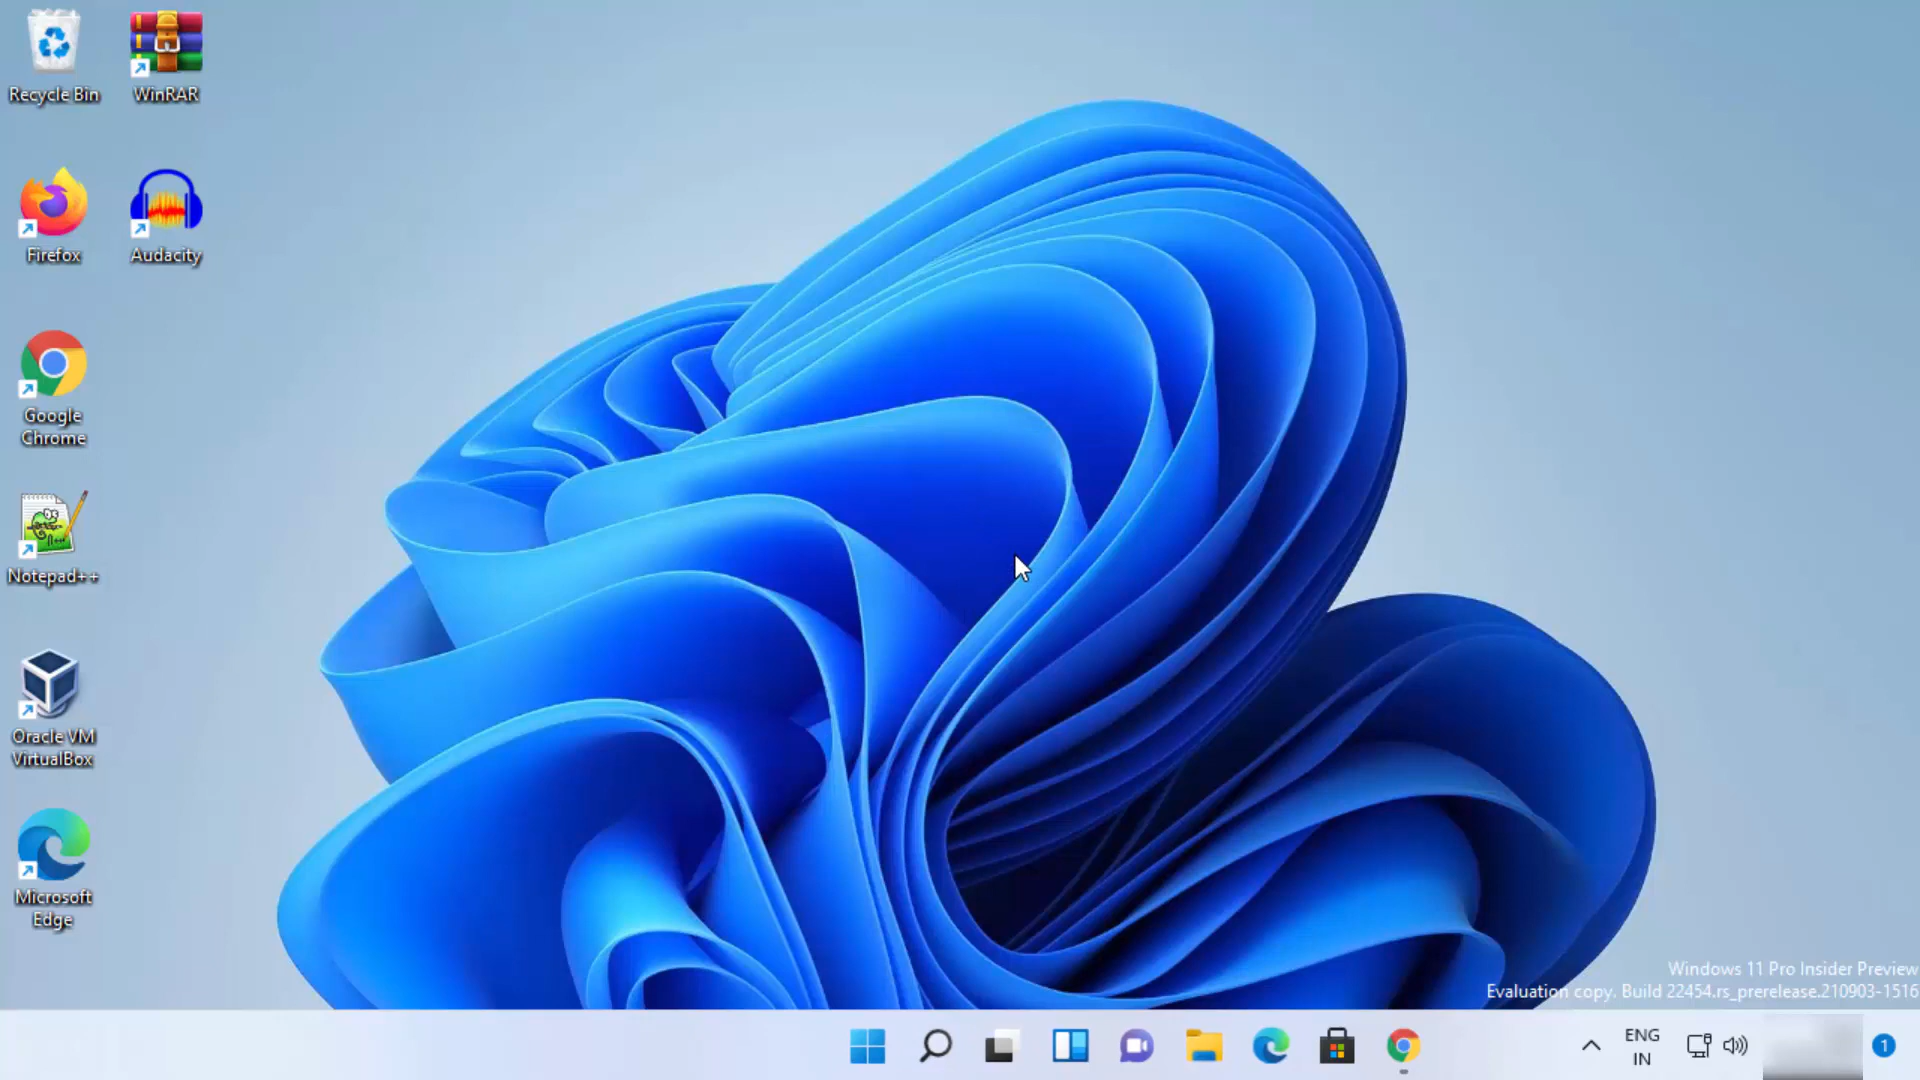 Recycle Bin
WinRAR
Firefox
Audacity
Google
Chrome
Notepad++
Oracle VM
VirtualBox
Microsoft
Edge
Windows 11 Pro Insider Preview
Evaluation copy. Build 22454.rs_prerelease.210903-1516
ENG
IN
1